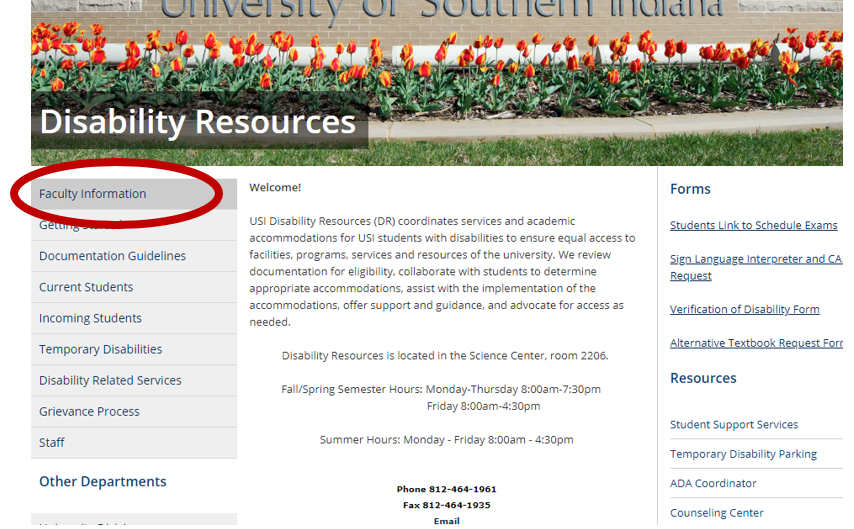 University of Southern Indiana
Disability Resources
Faculty Information
Getting Started
Documentation Guidelines
Current Students
Incoming Students
Temporary Disabilities
Disability Related Services
Grievance Process
Staff
Other Departments
Welcome!
USI Disability Resources (DR) coordinates services and academic
accommodations for USI students with disabilities to ensure equal access to
facilities, programs, services and resources of the university. We review
documentation for eligibility, collaborate with students to determine
appropriate accommodations, assist with the implementation of the
accommodations, offer support and guidance, and advocate for access as
needed.
Disability Resources is located in the Science Center, room 2206.
Fall/Spring Semester Hours: Monday-Thursday 8:00am-7:30pm
Friday 8:00am-4:30pm
Summer Hours: Monday - Friday 8:00am - 4:30pm
Phone 812-464-1961
Fax 812-464-1935
Email
Forms
Students Link to Schedule Exams
Sign Language Interpreter and CA
Request
Verification of Disability Form
Alternative Textbook Request For
Resources
Student Support Services
Temporary Disability Parking
ADA Coordinator
Counseling Center